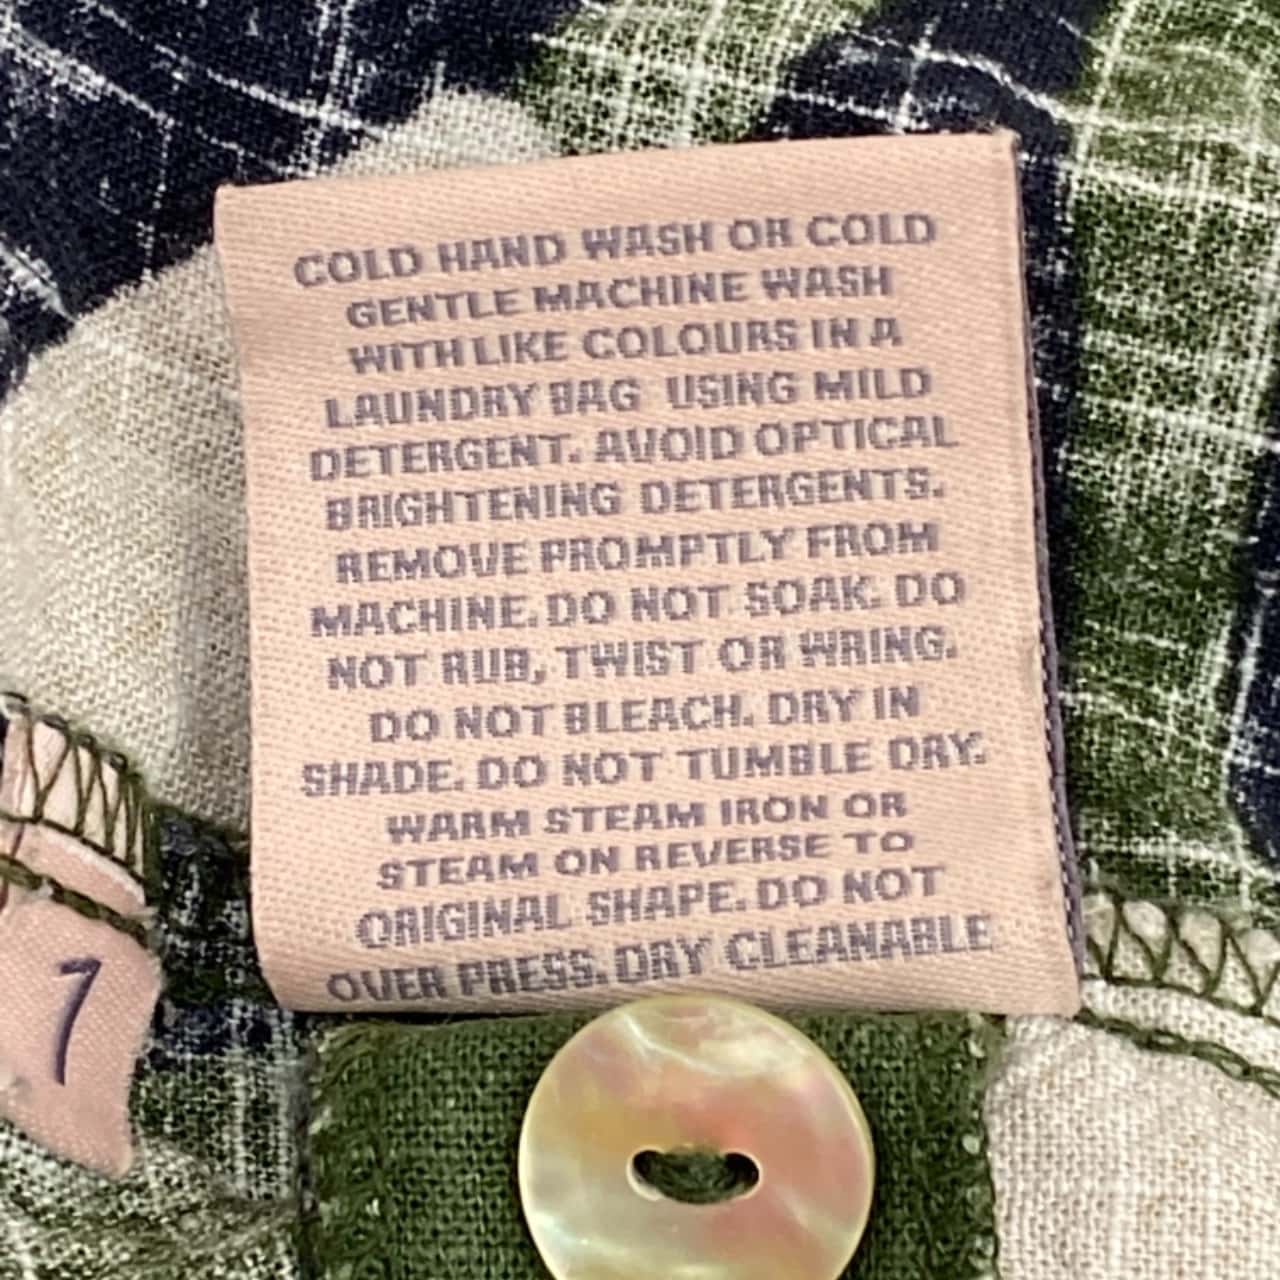 COLD HAND WASH OR COLD
GENTLE MACHINE WASH
WITH LIKE COLOURS IN A
LAUNDRY BAG USING MILD
DETERGENT. AVOID OPTICAL
BRIGHTENING DETERGENTS.
REMOVE PROMPTLY FROM
MACHINE. DO NOT SOAK. DO
NOT RUB, TWIST OR WRING.
DO NOT BLEACH. DRY IN
SHADE. DO NOT TUMBLE DRY.
WARM STEAM IRON OR
STEAM ON REVERSE TO
ORIGINAL SHAPE. DO NOT
OVER PRESS. DRY CLEANABLE
1